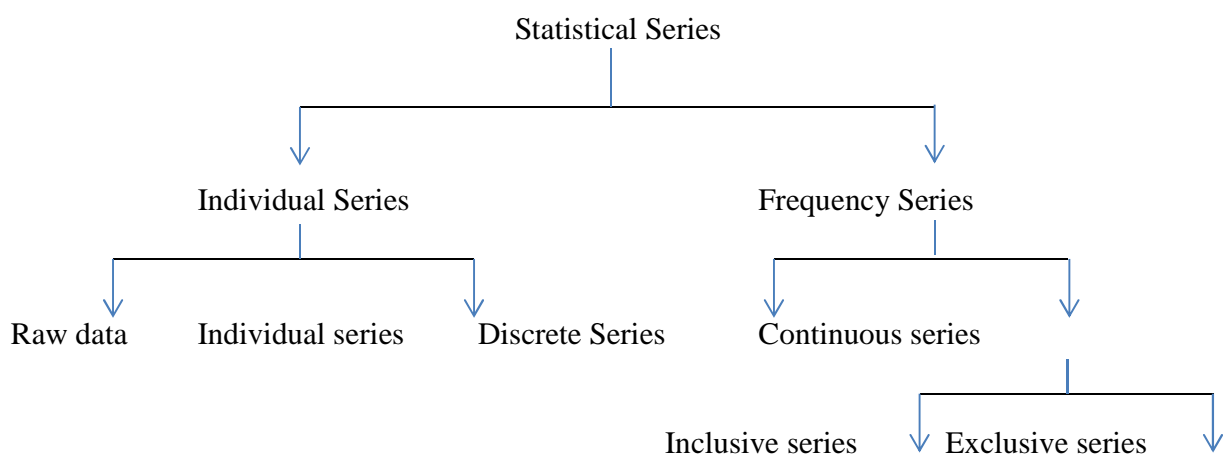 Statistical Series
Individual Series Frequency Series
Raw data Individual series Discrete Series Continuous series
Inclusive series Exclusive series